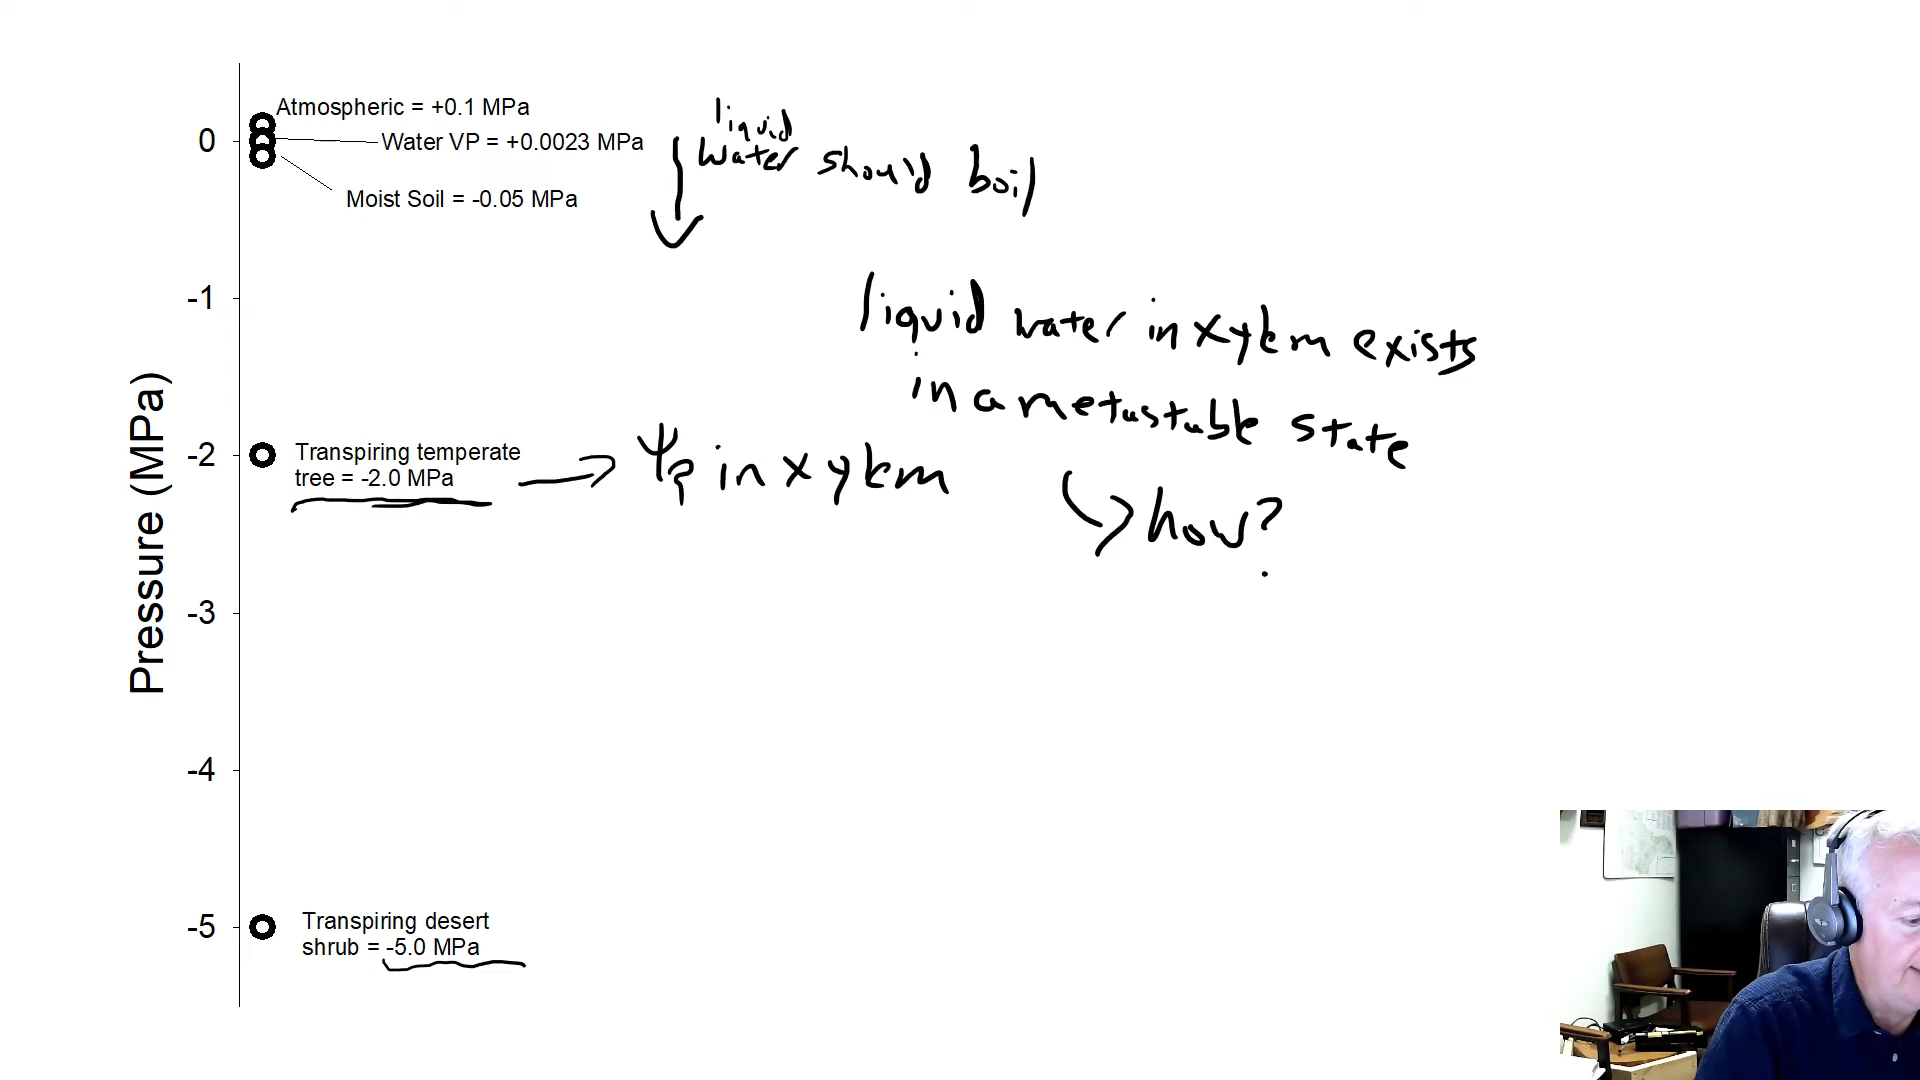 Atmospheric = +0.1 MPa
0
Water VP = +0.0023 MPa
Moist Soil = -0.05 MPa
liquid
water should boil
-1
liquid water in xylem exists
in a metastable state
how?
Pressure (MPa)
-2
Transpiring temperate
tree = -2.0 MPa
Ψp in xylem
-3
-4
-5
Transpiring desert
shrub = -5.0 MPa